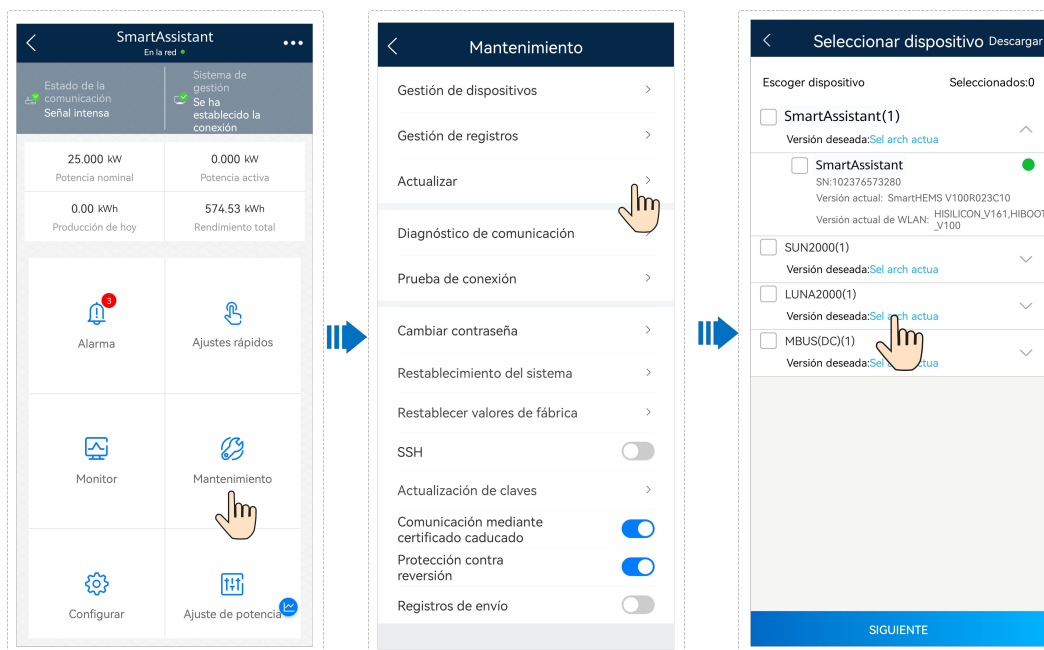 SmartAssistant
En la red
Estado de la
comunicación
Señal intensa
Sistema de
gestión
Se ha
establecido la
conexión
25.000 kW
Potencia nominal
0.000 kW
Potencia activa
0.00 kWh
Producción de hoy
574.53 kWh
Rendimiento total
3
Alarma
Ajustes rápidos
Monitor
Mantenimiento
Configurar
Ajuste de potencia
Mantenimiento
Gestión de dispositivos
Gestión de registros
Actualizar
Diagnóstico de comunicación
Prueba de conexión
Cambiar contraseña
Restablecimiento del sistema
Restablecer valores de fábrica
SSH
Actualización de claves
Comunicación mediante
certificado caducado
Protección contra
reversión
Registros de envío
Seleccionar dispositivo Descargar
Escoger dispositivo Seleccionados:0
SmartAssistant(1)
Versión deseada:Sel arch actua
SmartAssistant
SN:102376573280
Versión actual: SmartHEMS V100R023C10
Versión actual de WLAN: HISILICON_V161,HIBOOT
_V100
SUN2000(1)
Versión deseada:Sel arch actua
LUNA2000(1)
Versión deseada:Sel arch actua
MBUS(DC)(1)
Versión deseada:Sel actua
SIGUIENTE